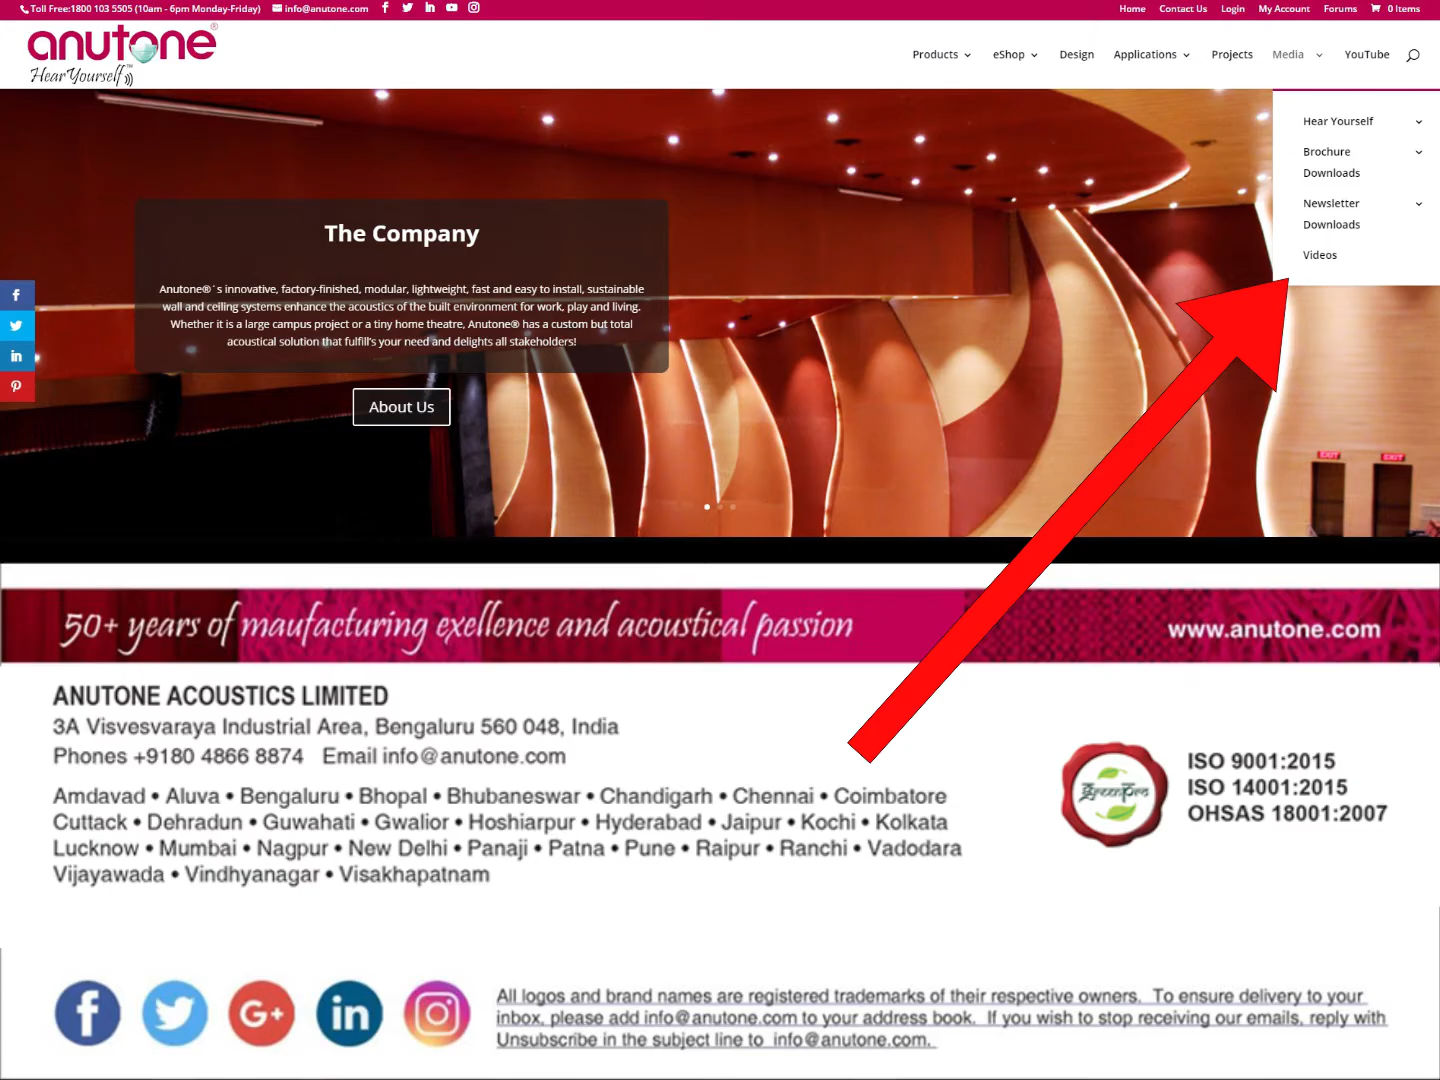 Toll Free:1800 103 5505 (10am - 6pm Monday-Friday) info@anutone.com
Home Contact Us Login My Account Forums 0 Items
anutone®
Hear Yourself™
Products eShop Design Applications Projects Media YouTube
Hear Yourself
Brochure
Downloads
Newsletter
Downloads
Videos
The Company
Anutone®`s innovative, factory-finished, modular, lightweight, fast and easy to install, sustainable
wall and ceiling systems enhance the acoustics of the built environment for work, play and living.
Whether it is a large campus project or a tiny home theatre, Anutone® has a custom but total
acoustical solution that fulfill’s your need and delights all stakeholders!
About Us
EXIT EXIT
50+ years of maufacturing exellence and acoustical passion
www.anutone.com
ANUTONE ACOUSTICS LIMITED
3A Visvesvaraya Industrial Area, Bengaluru 560 048, India
Phones +9180 4866 8874 Email info@anutone.com
Amdavad • Aluva • Bengaluru • Bhopal • Bhubaneswar • Chandigarh • Chennai • Coimbatore
Cuttack • Dehradun • Guwahati • Gwalior • Hoshiarpur • Hyderabad • Jaipur • Kochi • Kolkata
Lucknow • Mumbai • Nagpur • New Delhi • Panaji • Patna • Pune • Raipur • Ranchi • Vadodara
Vijayawada • Vindhyanagar • Visakhapatnam
greenpro
ISO 9001:2015
ISO 14001:2015
OHSAS 18001:2007
All logos and brand names are registered trademarks of their respective owners. To ensure delivery to your
inbox, please add info@anutone.com to your address book. If you wish to stop receiving our emails, reply with
Unsubscribe in the subject line to info@anutone.com.